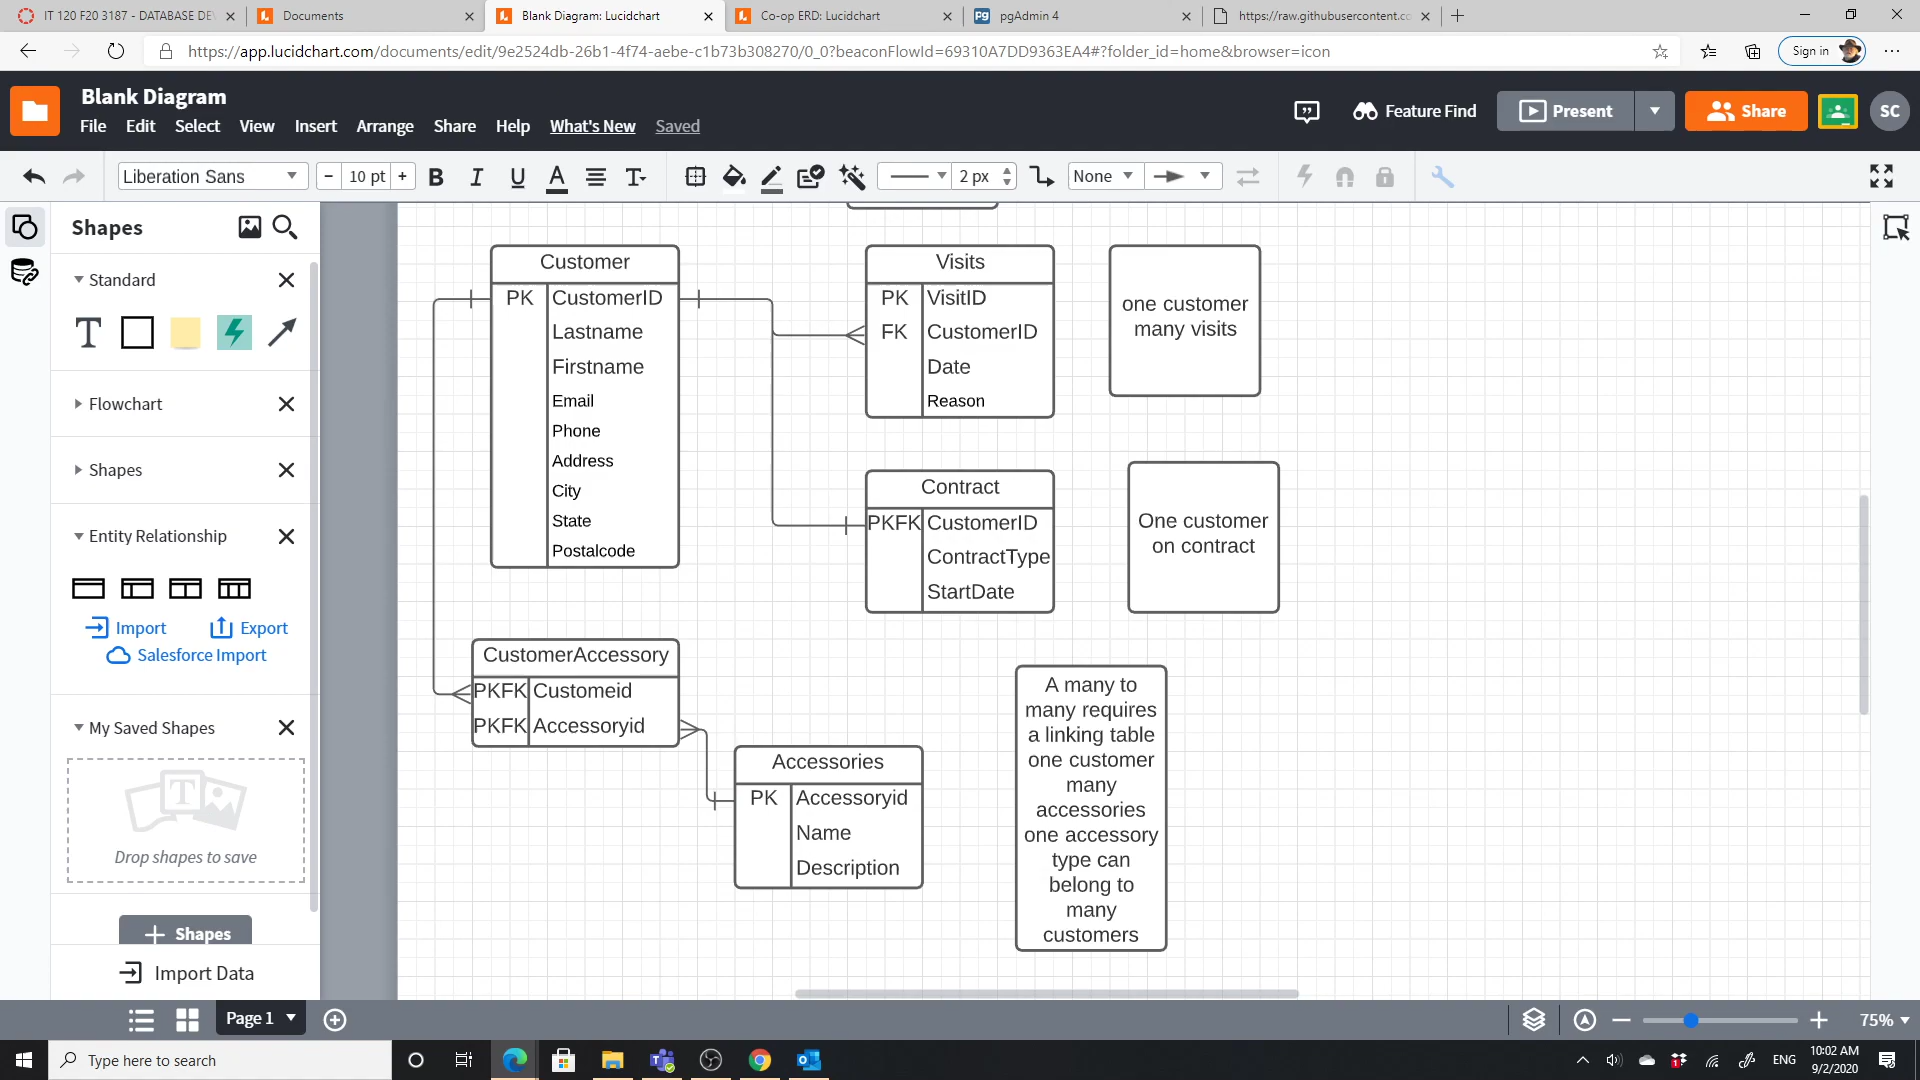 IT 120 F20 3187 - DATABASE DE
Documents
Blank Diagram: Lucidchart
Co-op ERD: Lucidchart
pgAdmin 4
https://raw.githubusercontent.cc
https://app.lucidchart.com/documents/edit/9e2524db-26b1-4f74-aebe-c1b73b308270/0_0?beaconFlowId=69310A7DD9363EA4#?folder_id=home&browser=icon
Sign in
Blank Diagram
File Edit Select View Insert Arrange Share Help What's New Saved
Feature Find
Present
Share
SC
Liberation Sans
- 10 pt +
B I U A T
2 px
None
Shapes
Standard
T
Flowchart
Shapes
Entity Relationship
Import
Export
Salesforce Import
My Saved Shapes
T
Drop shapes to save
+ Shapes
Import Data
Customer
PK CustomerID
Lastname
Firstname
Email
Phone
Address
City
State
Postalcode
Visits
PK VisitID
FK CustomerID
Date
Reason
one customer
many visits
Contract
PKFK CustomerID
ContractType
StartDate
One customer
on contract
CustomerAccessory
PKFK Customeid
PKFK Accessoryid
Accessories
PK Accessoryid
Name
Description
A many to
many requires
a linking table
one customer
many
accessories
one accessory
type can
belong to
many
customers
Page 1
75%
Type here to search
ENG
10:02 AM
9/2/2020